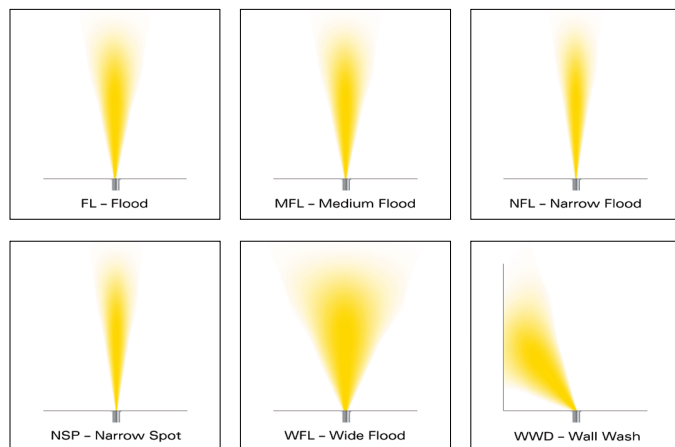 FL – Flood
MFL – Medium Flood
NFL – Narrow Flood
NSP – Narrow Spot
WFL – Wide Flood
WWD – Wall Wash